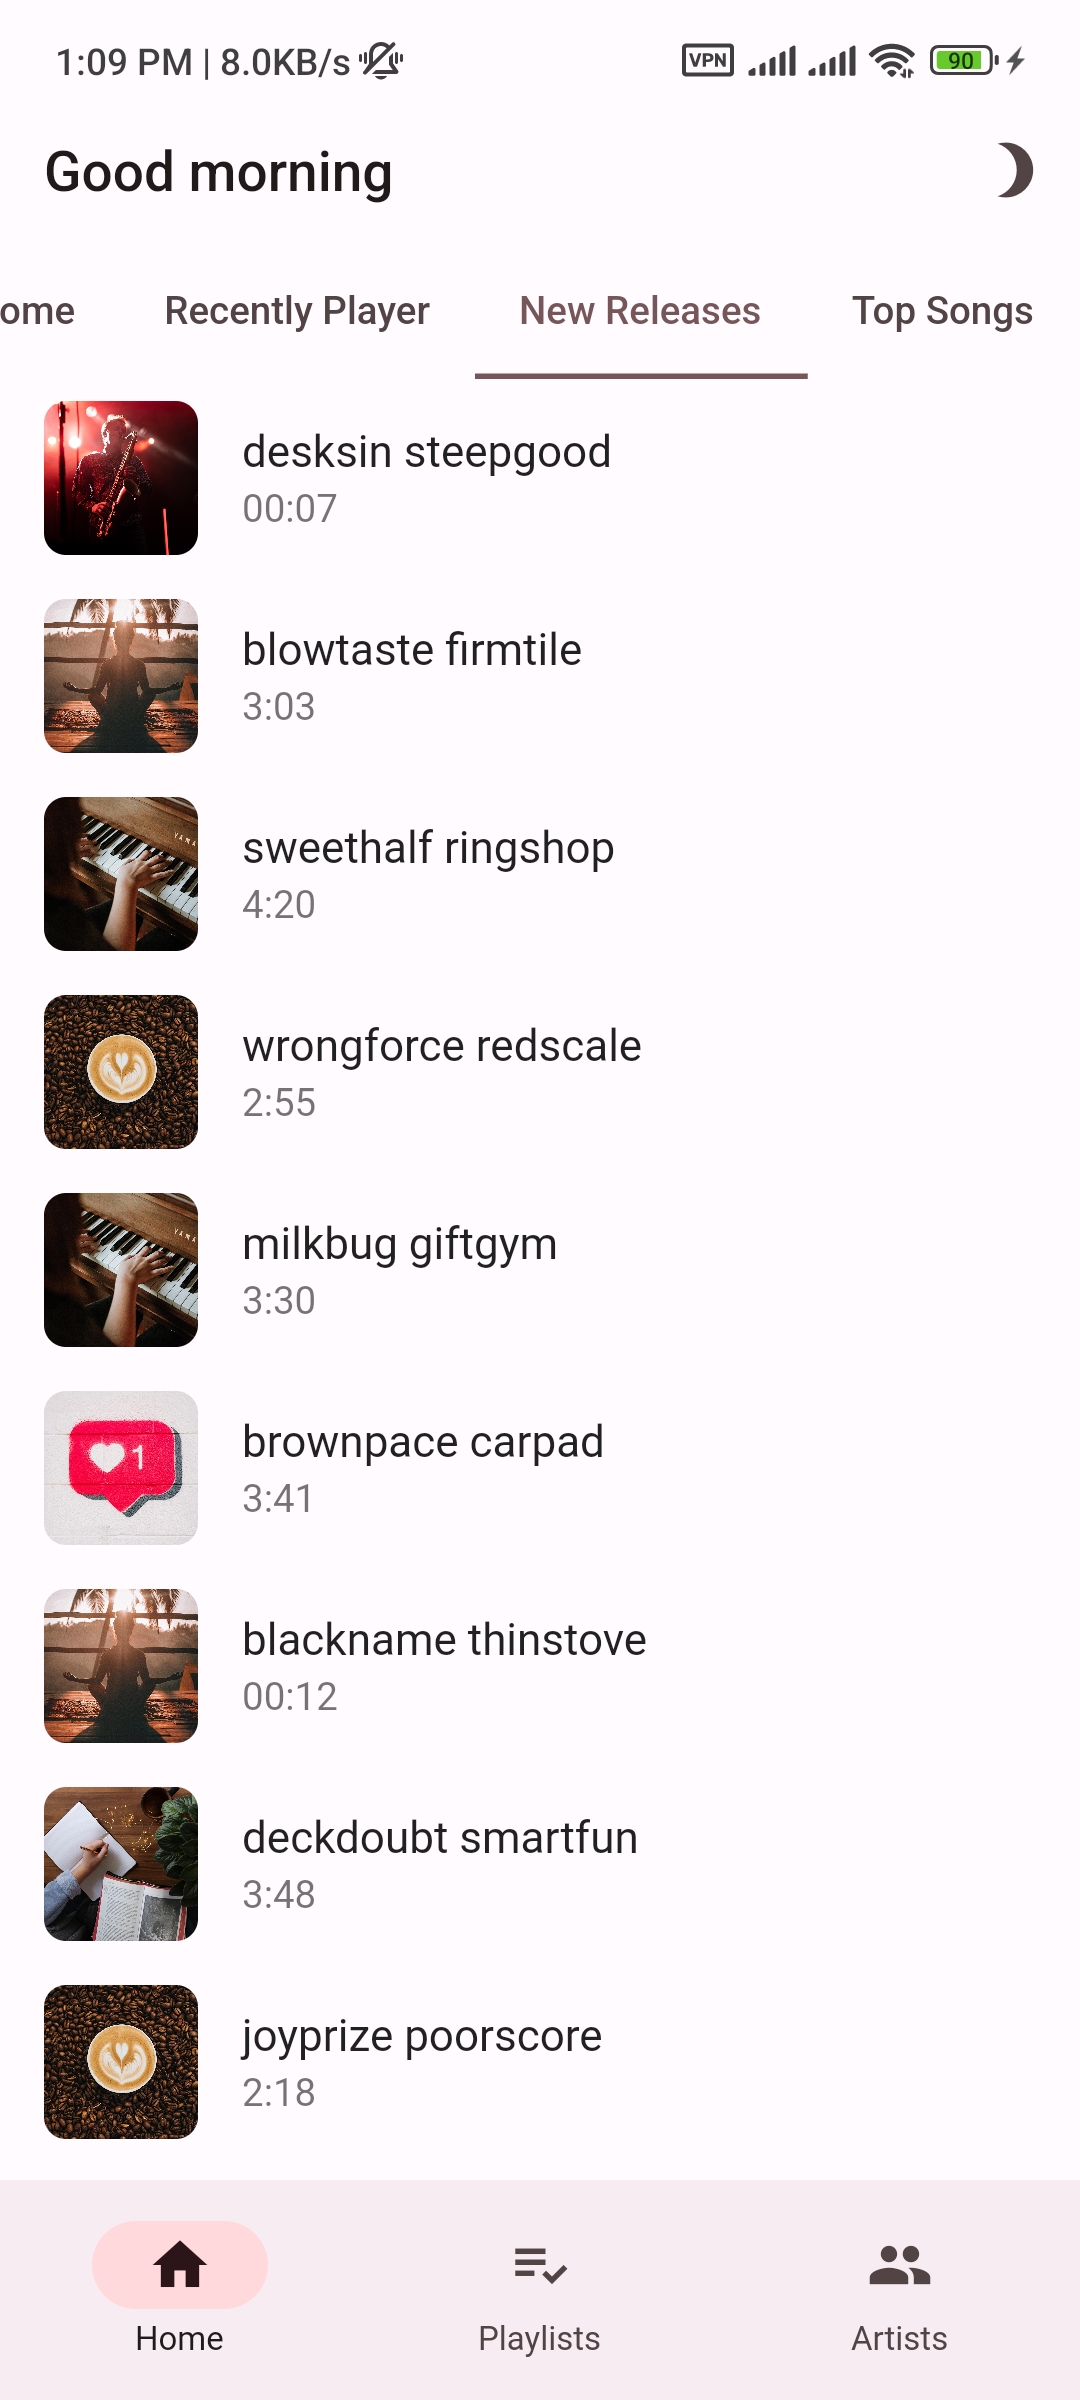 1:09 PM | 8.0KB/s VPN 90
Good morning
ome Recently Player New Releases Top Songs
desksin steepgood
00:07
blowtaste firmtile
3:03
sweethalf ringshop
4:20
wrongforce redscale
2:55
milkbug giftgym
3:30
1
brownpace carpad
3:41
blackname thinstove
00:12
deckdoubt smartfun
3:48
joyprize poorscore
2:18
Home Playlists Artists